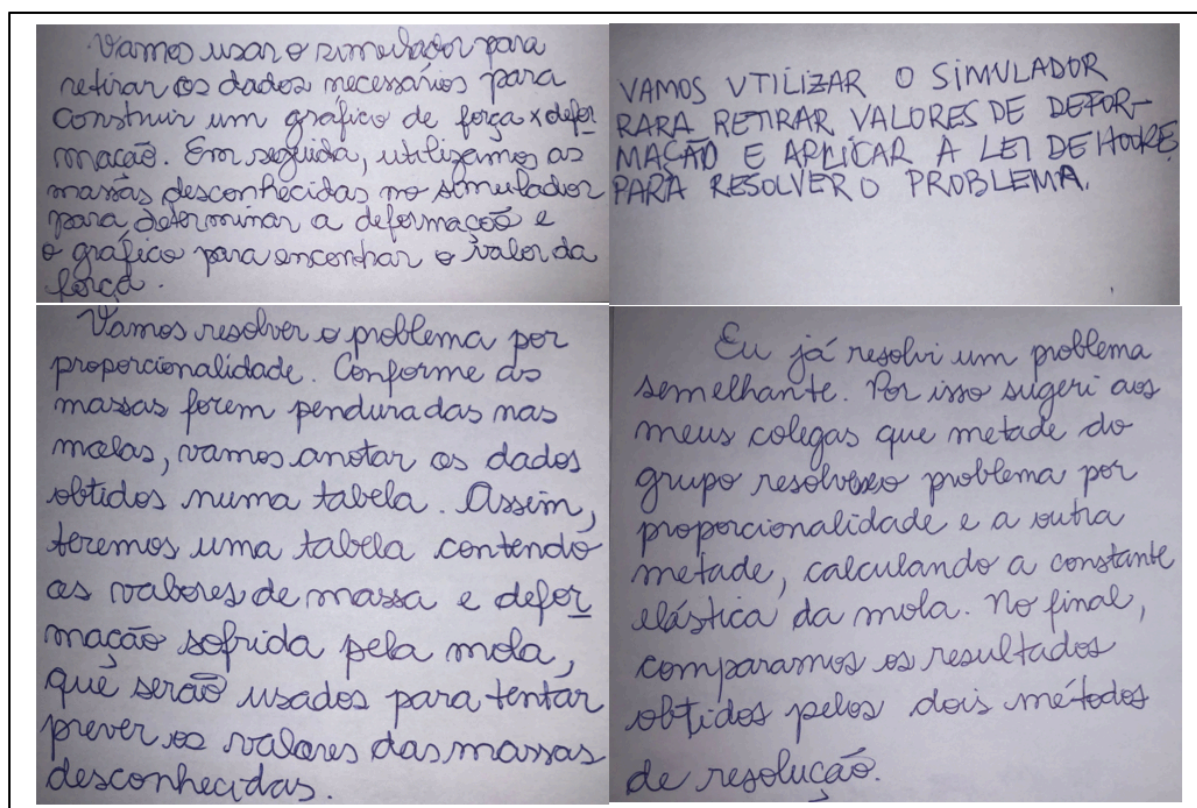 Vamos usar o simulador para
retirar os dados necessários para
construir um gráfico de força x defor
mação. Em seguida, utilizamos as
massas desconhecidas no simulador
para determinar a deformação e
o gráfico para encontrar o valor da
força.
VAMOS UTILIZAR O SIMULADOR
RARA RETIRAR VALORES DE DEFOR-
MAÇÃO E APLICAR A LEI DE HOOKE
PARA RESOLVER O PROBLEMA.
Vamos resolver o problema por
proporcionalidade. Conforme as
massas forem penduradas nas
molas, vamos anotar os dados
obtidos numa tabela. Assim,
teremos uma tabela contendo
os valores de massa e defor
mação sofrida pela mola,
que serão usados para tentar
prever os valores das massas
desconhecidas.
Eu já resolvi um problema
semelhante. Por isso sugeri aos
meus colegas que metade do
grupo resolvesse o problema por
proporcionalidade e a outra
metade, calculando a constante
elástica da mola. No final,
comparamos os resultados
obtidos pelos dois métodos
de resolução.